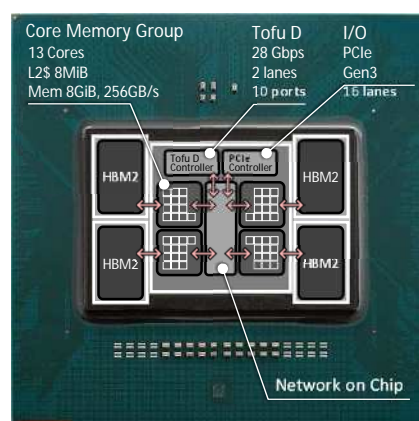 Core Memory Group
13 Cores
L2$ 8MiB
Mem 8GiB, 256GB/s
Tofu D
28 Gbps
2 lanes
10 ports
I/O
PCIe
Gen3
16 lanes
Tofu D
Controller
PCIe
Controller
HBM2
HBM2
HBM2
HBM2
Network on Chip